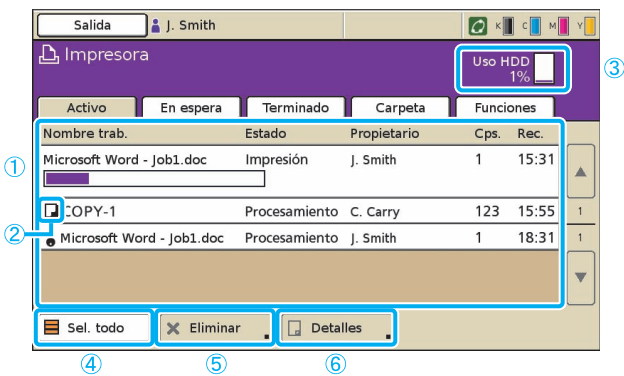 Salida J. Smith K C M Y
Impresora
Uso HDD
1%
③
Activo En espera Terminado Carpeta Funciones
Nombre trab. Estado Propietario Cps. Rec.
① Microsoft Word - Job1.doc Impresión J. Smith 1 15:31
COPY-1 Procesamiento C. Carry 123 15:55 1
② Microsoft Word - Job1.doc Procesamiento J. Smith 1 18:31 1
Sel. todo Eliminar Detalles
④ ⑤ ⑥